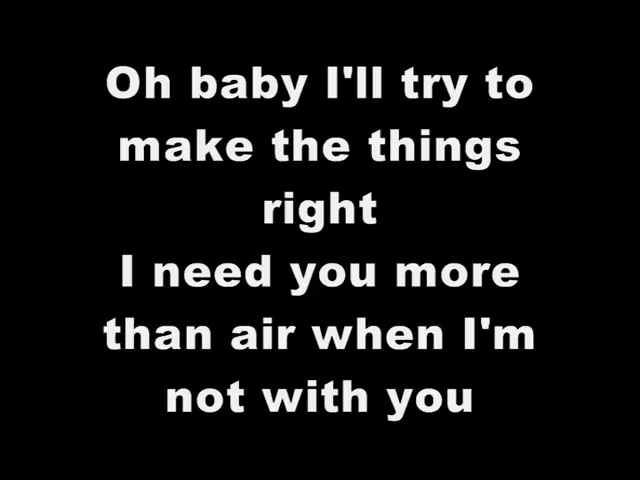 Oh baby I'll try to
make the things
right
I need you more
than air when I'm
not with you